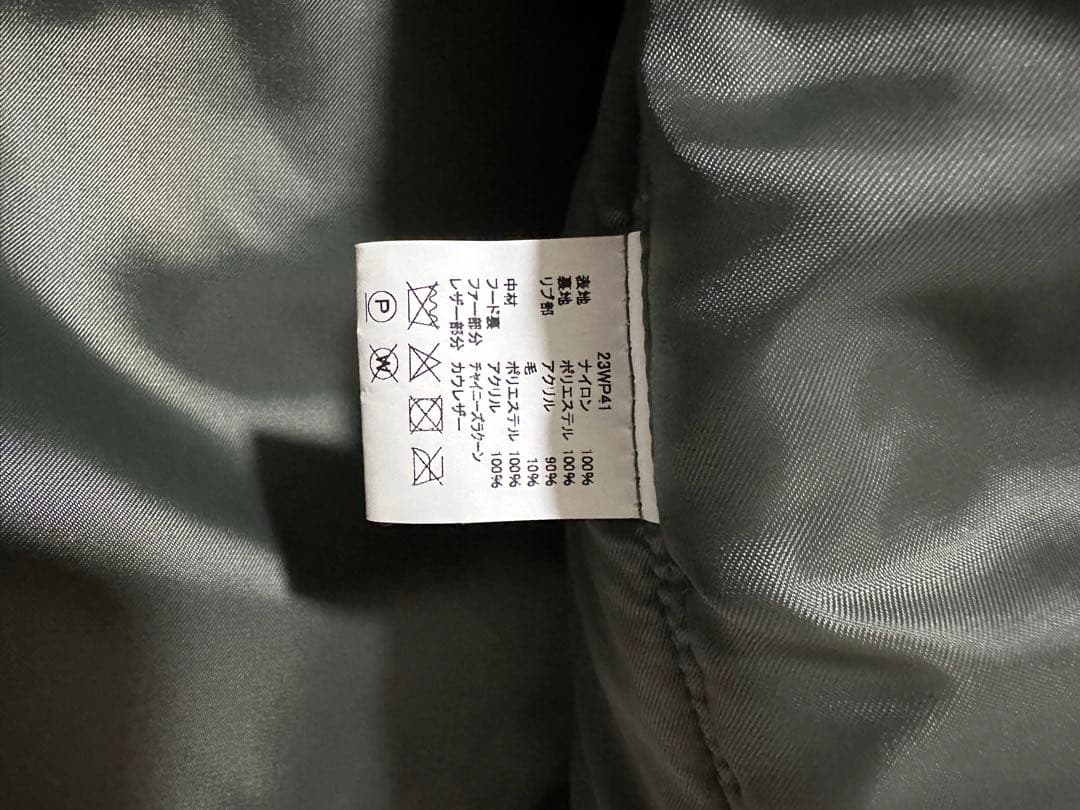 23WP41
表地 ナイロン 100%
裏地 ポリエステル 100%
リブ部 アクリル 90%
毛 10%
中材 ポリエステル 100%
フード裏 アクリル 100%
ファー部分 チャイニーズラクーン
レザー部分 カウレザー
P W